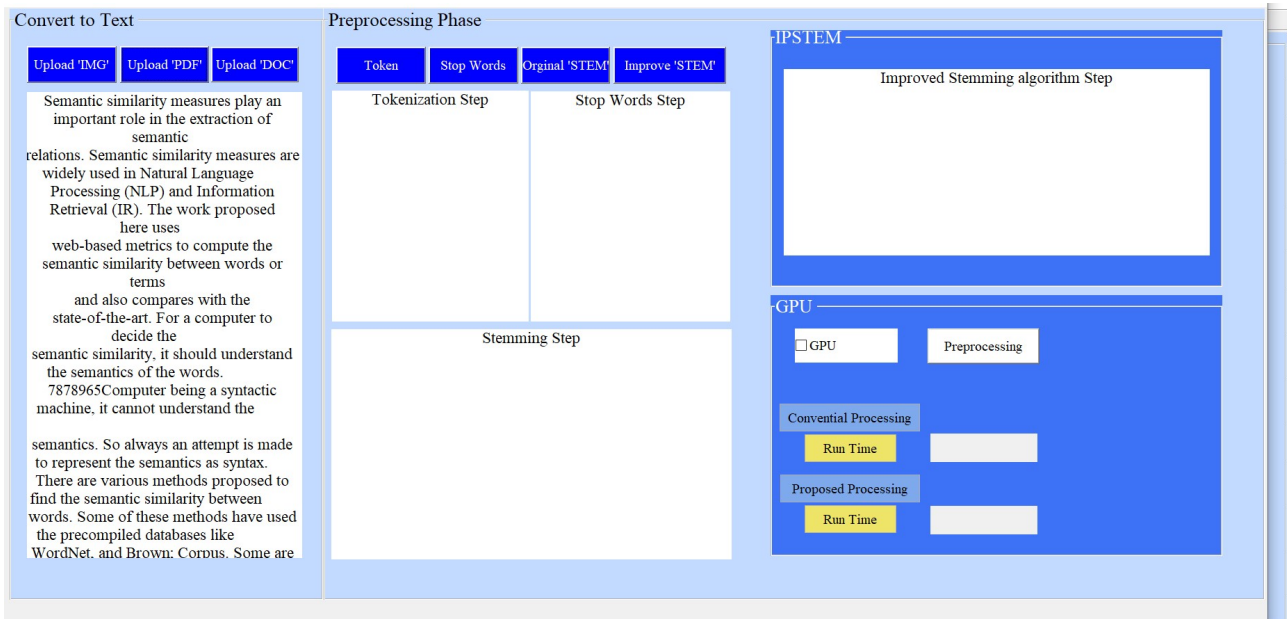 Convert to Text
Upload 'IMG'
Upload 'PDF'
Upload 'DOC'
Semantic similarity measures play an
important role in the extraction of
semantic
relations. Semantic similarity measures are
widely used in Natural Language
Processing (NLP) and Information
Retrieval (IR). The work proposed
here uses
web-based metrics to compute the
semantic similarity between words or
terms
and also compares with the
state-of-the-art. For a computer to
decide the
semantic similarity, it should understand
the semantics of the words.
7878965Computer being a syntactic
machine, it cannot understand the
semantics. So always an attempt is made
to represent the semantics as syntax.
There are various methods proposed to
find the semantic similarity between
words. Some of these methods have used
the precompiled databases like
WordNet, and Brown; Corpus. Some are
Preprocessing Phase
Token
Stop Words
Orginal 'STEM'
Improve 'STEM'
Tokenization Step
Stop Words Step
Stemming Step
IPSTEM
Improved Stemming algorithm Step
GPU
GPU
Preprocessing
Convential Processing
Run Time
Proposed Processing
Run Time